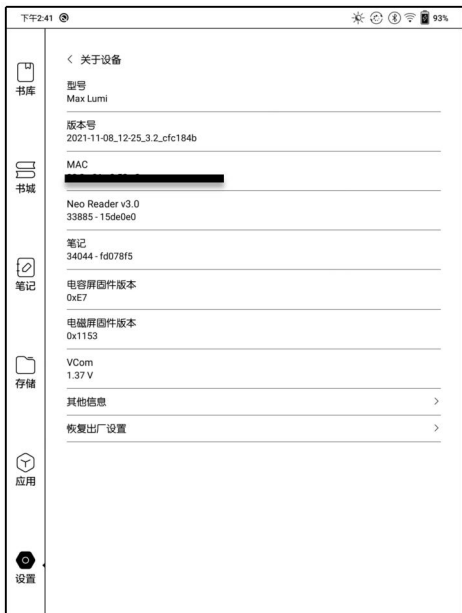 下午2:41
93%
书库
书城
笔记
存储
应用
设置
关于设备
型号
Max Lumi
版本号
2021-11-08_12-25_3.2_cfc184b
MAC
Neo Reader v3.0
33885 - 15de0e0
笔记
34044 - fd078f5
电容屏固件版本
0xE7
电磁屏固件版本
0x1153
VCom
1.37 V
其他信息
恢复出厂设置